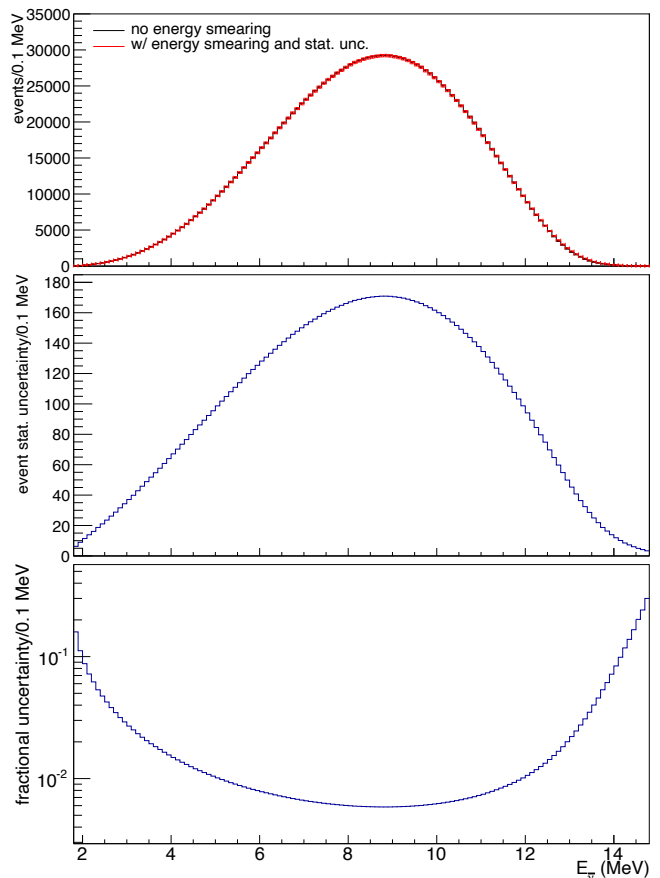 35000
no energy smearing
w/ energy smearing and stat. unc.
30000
25000
20000
15000
10000
5000
0
events/0.1 MeV
180
160
140
120
100
80
60
40
20
0
event stat. uncertainty/0.1 MeV
10⁻¹
10⁻²
fractional uncertainty/0.1 MeV
2 4 6 8 10 12 14
E_ν̅ (MeV)